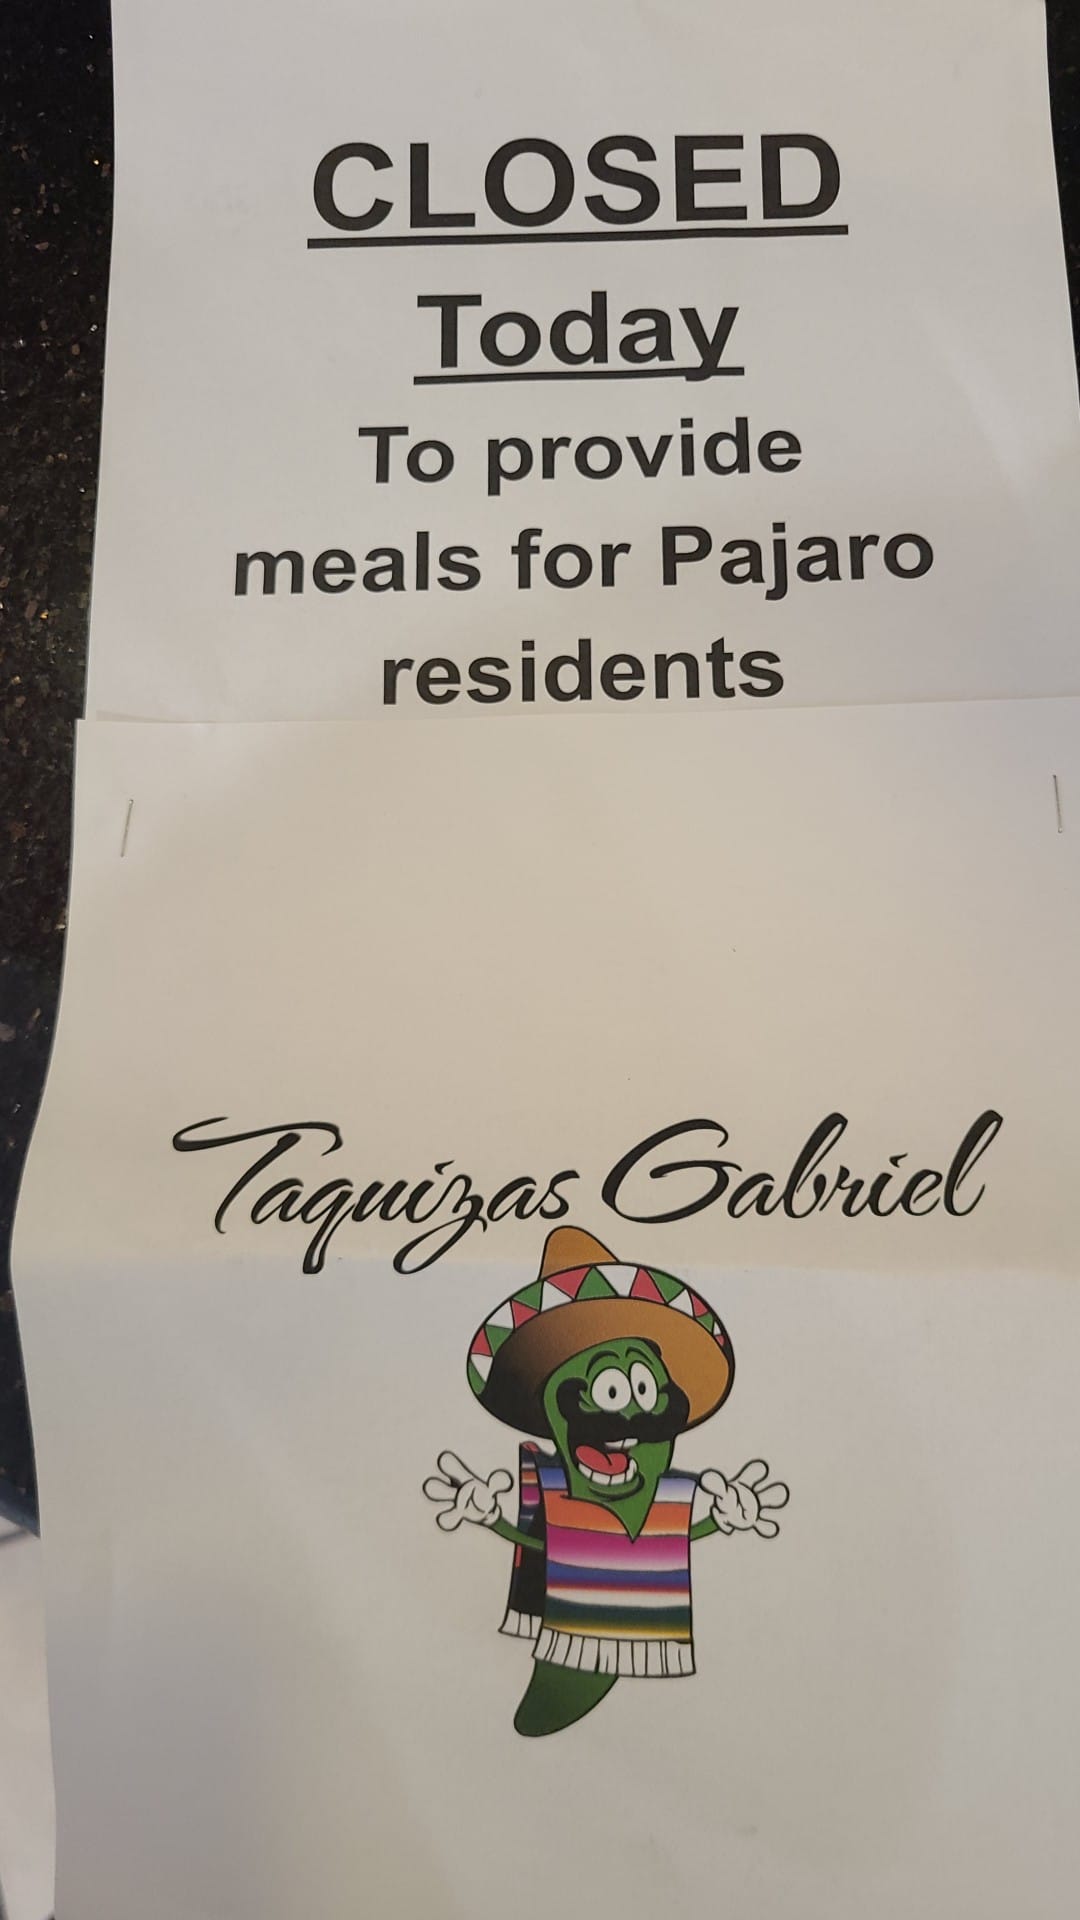 CLOSED
Today
To provide
meals for Pajaro
residents
Taquizas Gabriel